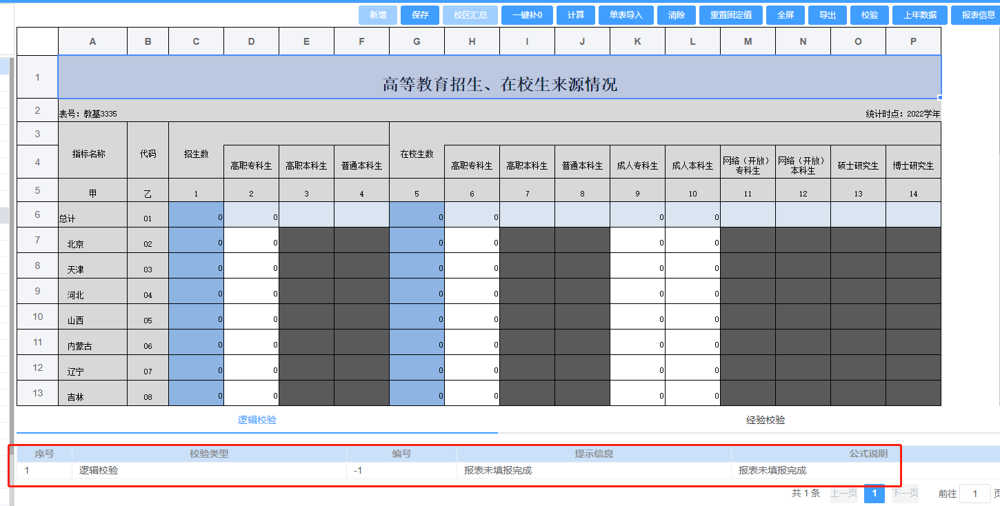 新增 保存 校区汇总 一键补0 计算 单表导入 清除 重置固定值 全屏 导出 校验 上年数据 报表信息
A B C D E F G H I J K L M N O P
1 高等教育招生、在校生来源情况
2 表号：教基3335 统计时点：2022学年
3
指标名称 代码 招生数 在校生数
4 高职专科生 高职本科生 普通本科生 高职专科生 高职本科生 普通本科生 成人专科生 成人本科生 网络（开放）专科生 网络（开放）本科生 硕士研究生 博士研究生
5 甲 乙 1 2 3 4 5 6 7 8 9 10 11 12 13 14
6 总计 01 0 0 0 0 0 0
7 北京 02 0 0 0 0 0 0
8 天津 03 0 0 0 0 0 0
9 河北 04 0 0 0 0 0 0
10 山西 05 0 0 0 0 0 0
11 内蒙古 06 0 0 0 0 0 0
12 辽宁 07 0 0 0 0 0 0
13 吉林 08 0 0 0 0 0 0
逻辑校验 经验校验
序号 校验类型 编号 提示信息 公式说明
1 逻辑校验 -1 报表未填报完成 报表未填报完成
共 1 条 上一页 1 下一页 前往 1 页